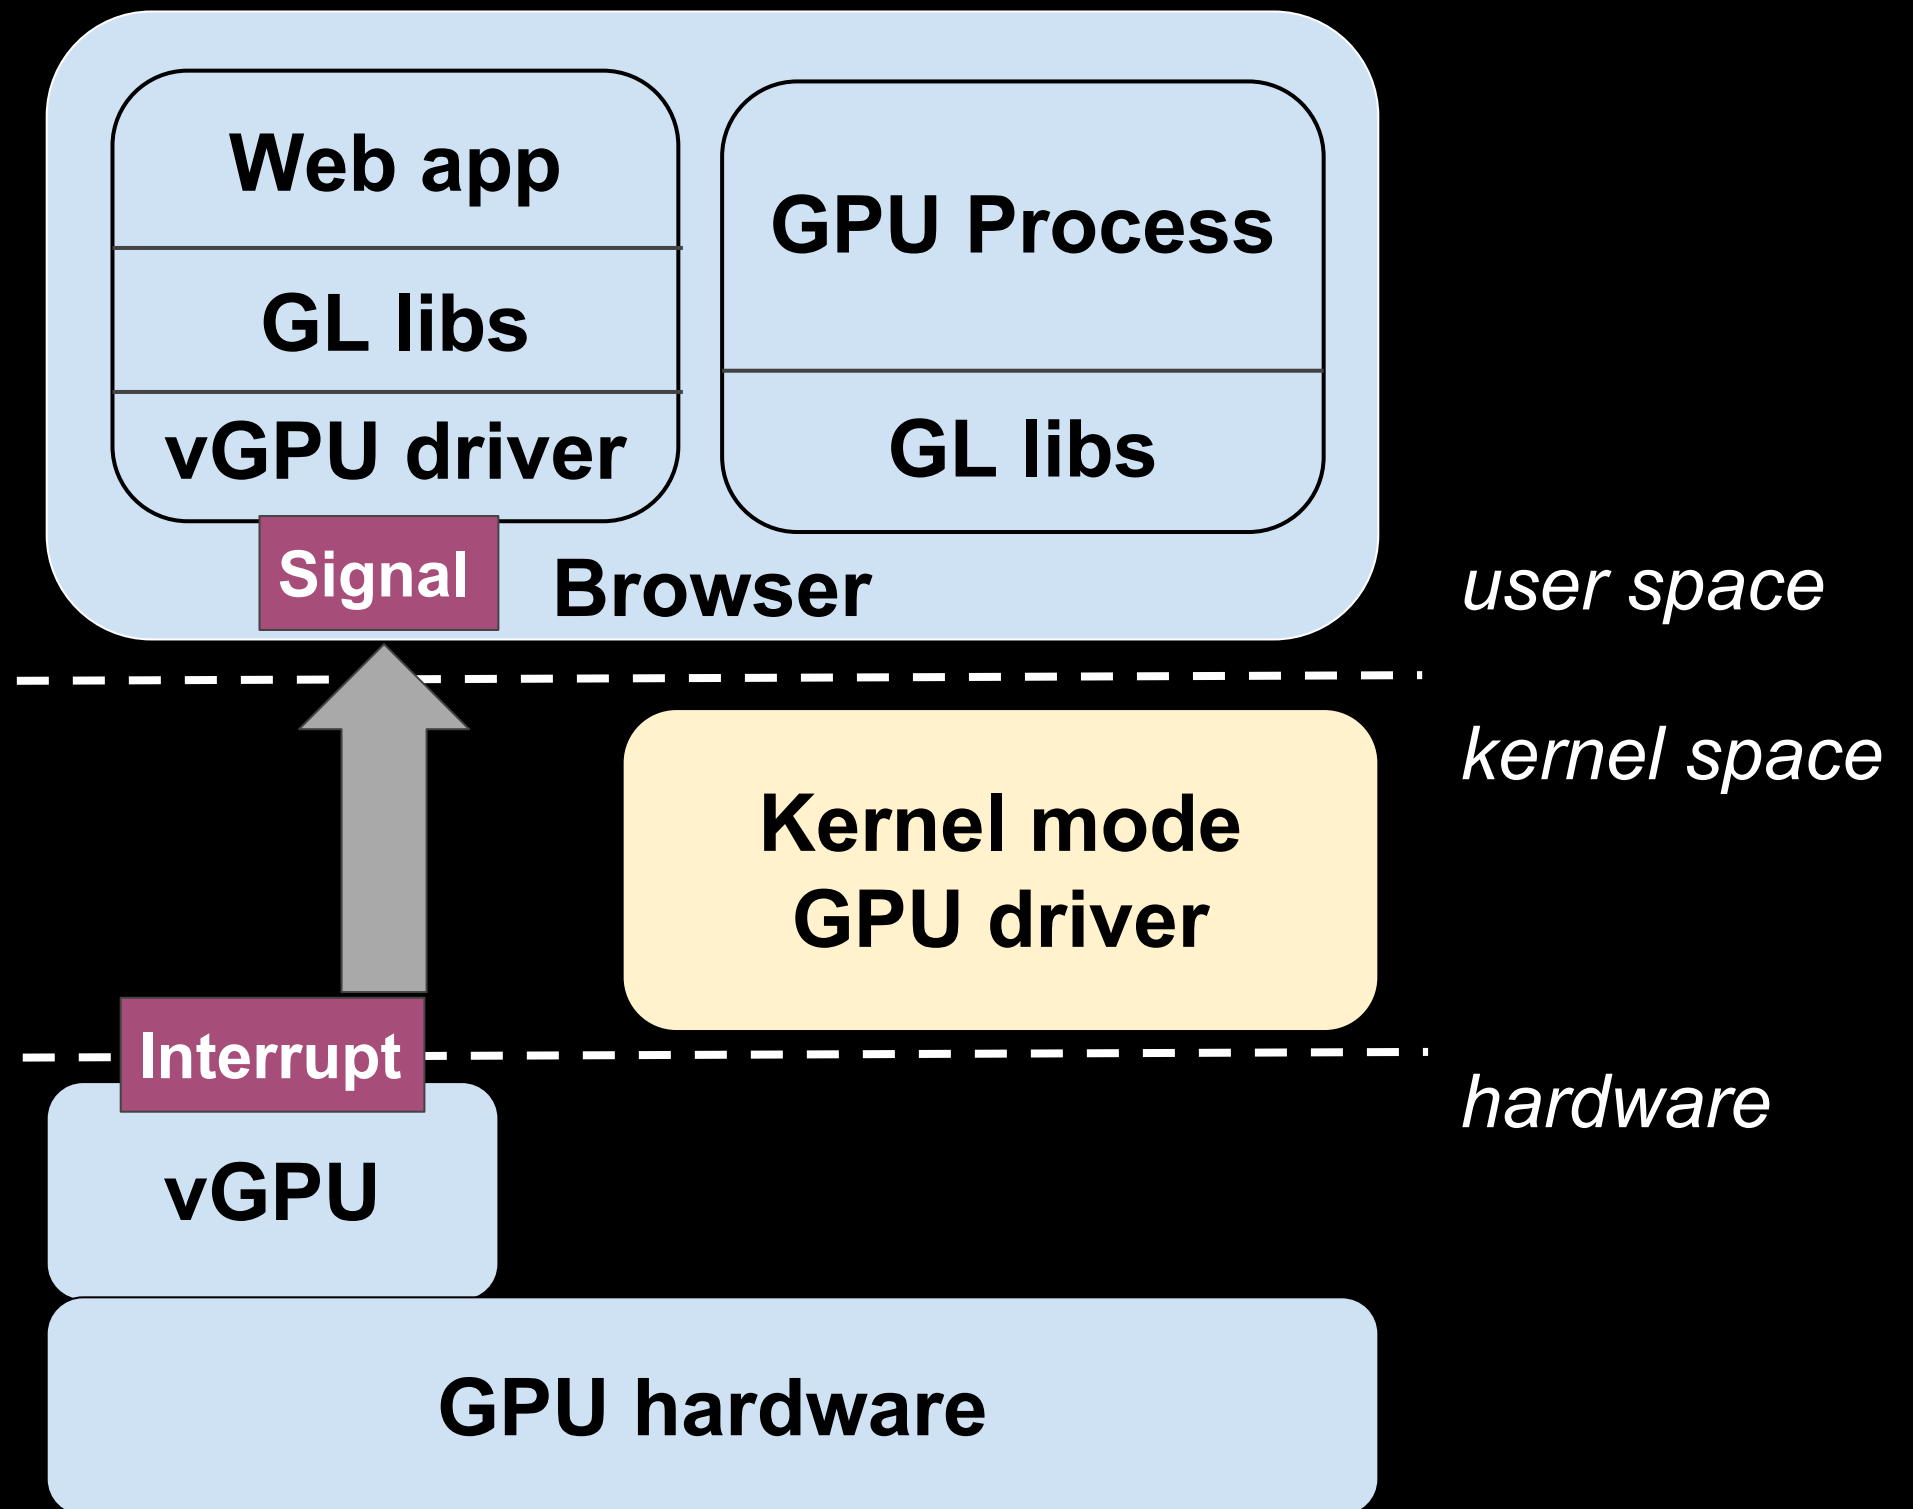 Web app
GL libs
vGPU driver
GPU Process
GL libs
Signal
Browser
user space
kernel space
Kernel mode
GPU driver
Interrupt
hardware
vGPU
GPU hardware